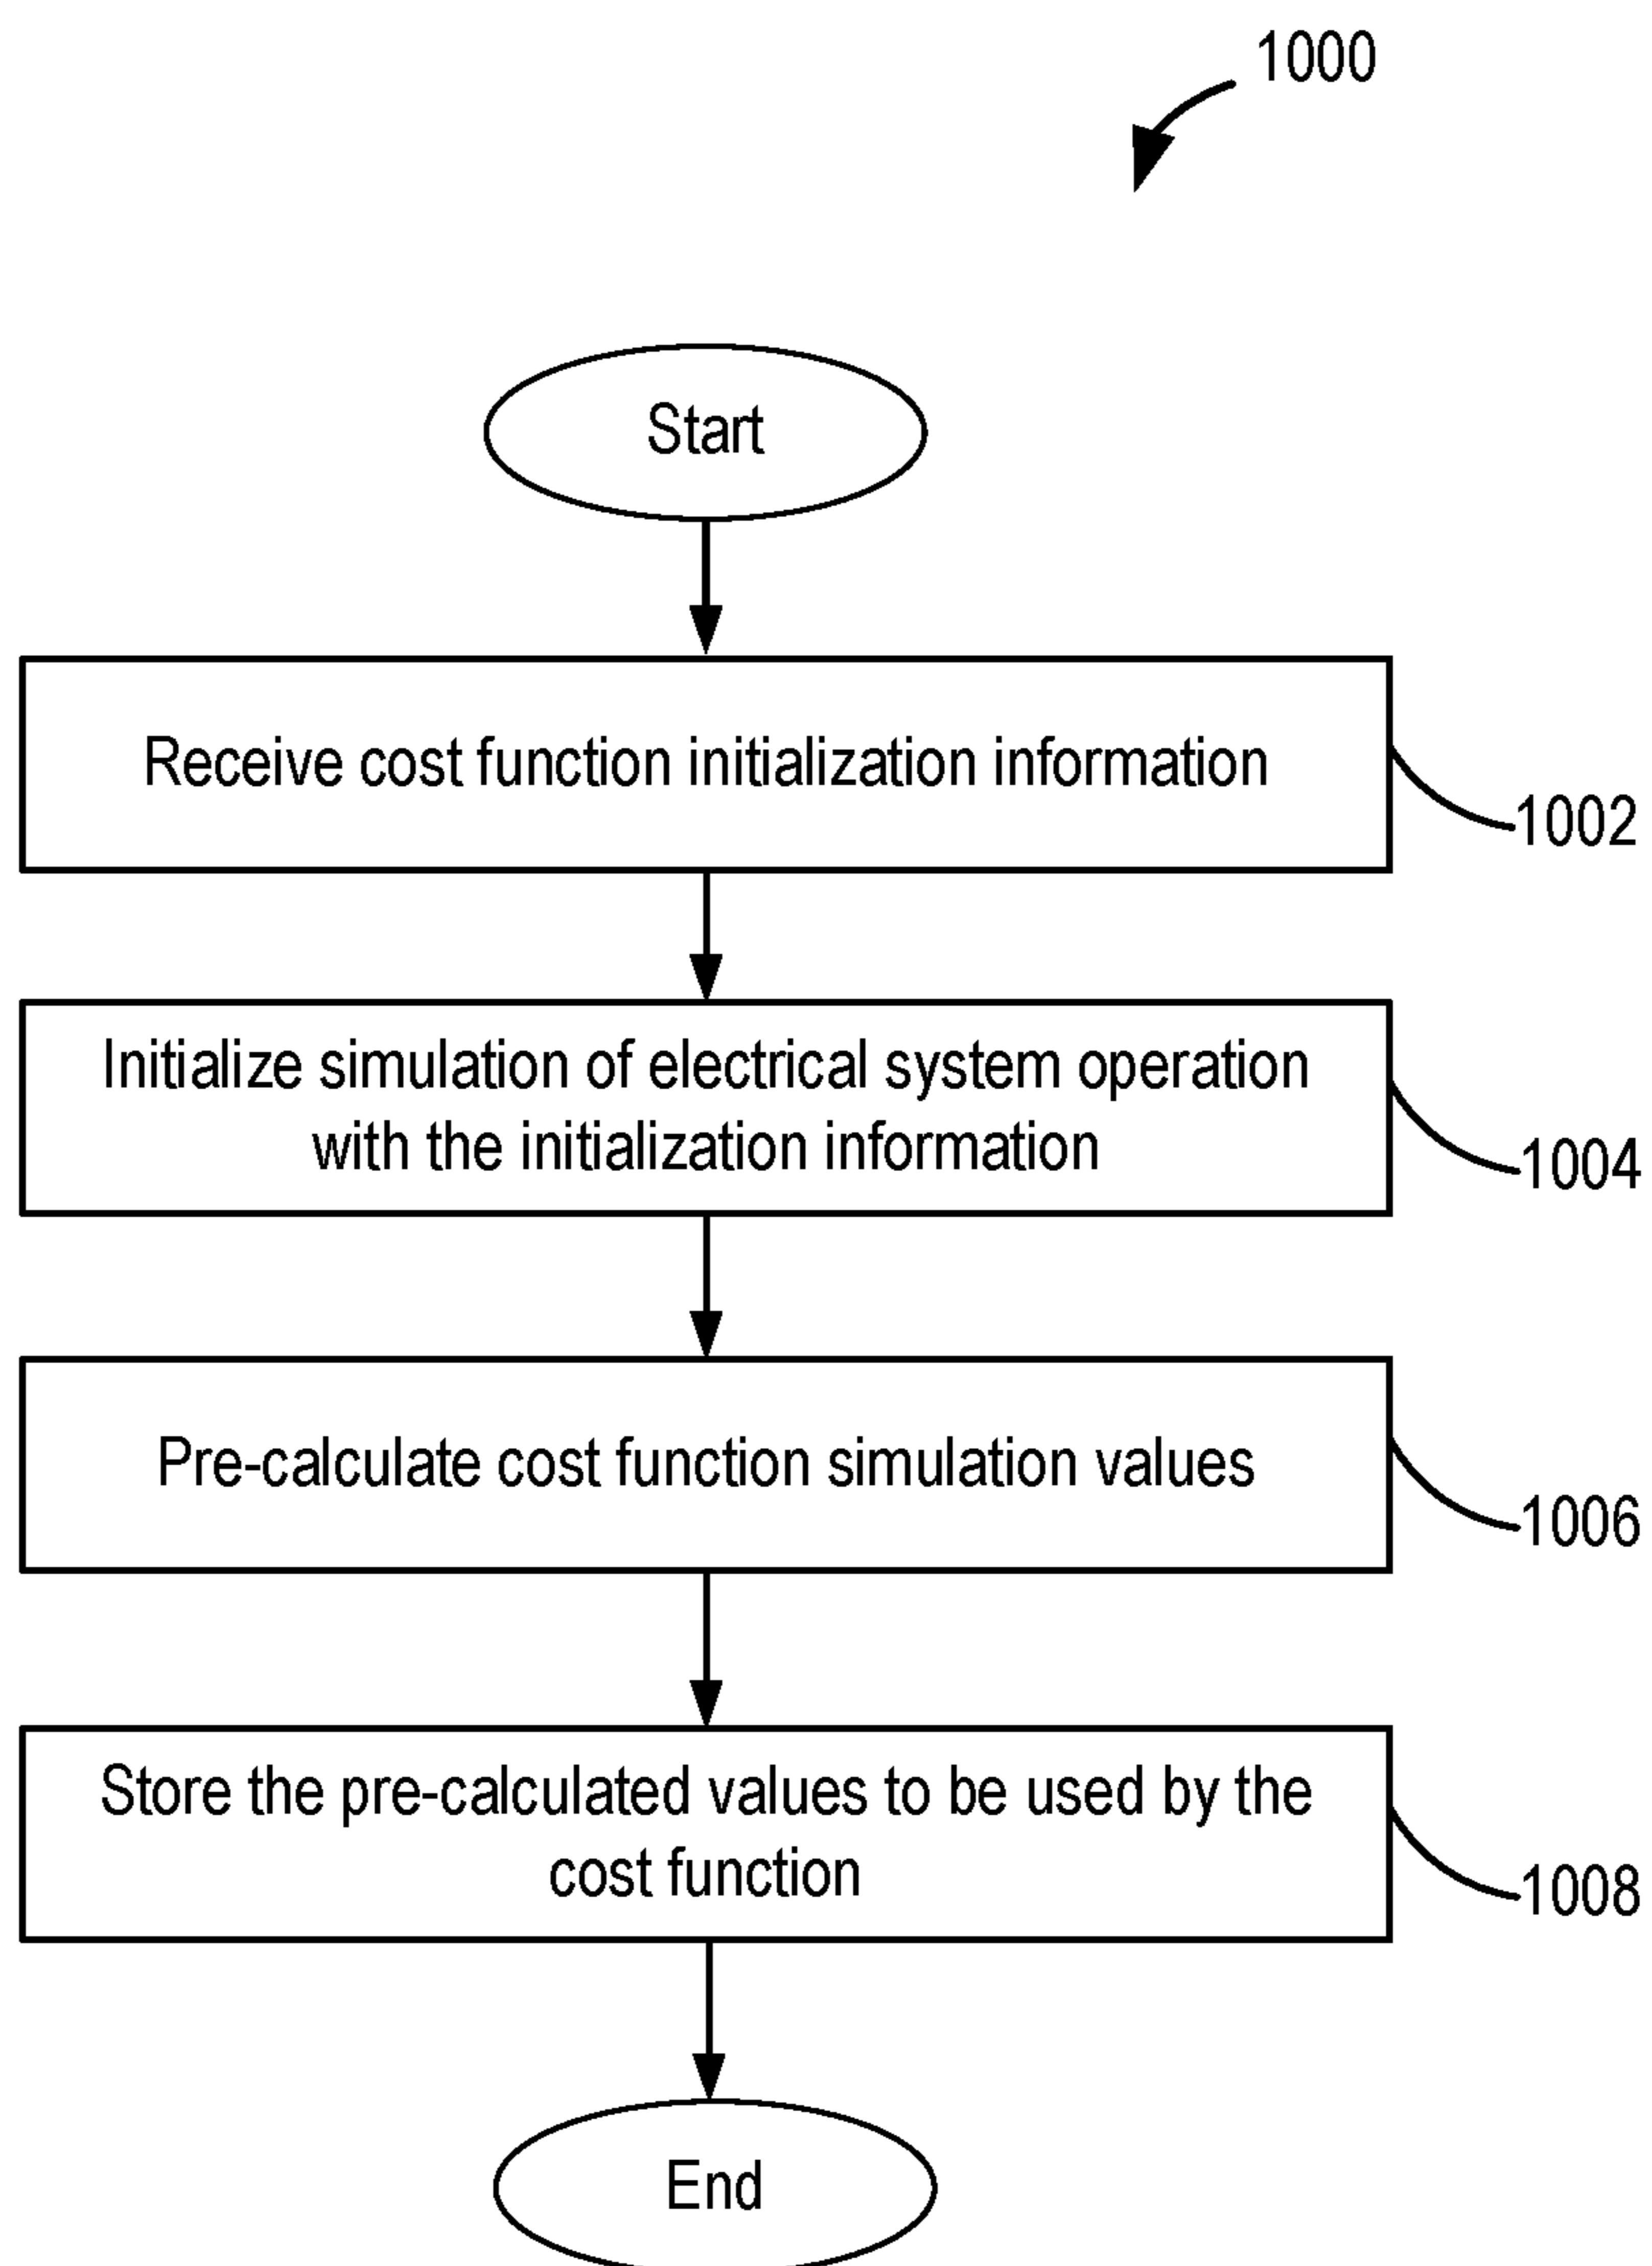 1000
Start
Receive cost function initialization information
1002
Initialize simulation of electrical system operation
with the initialization information
1004
Pre-calculate cost function simulation values
1006
Store the pre-calculated values to be used by the
cost function
1008
End